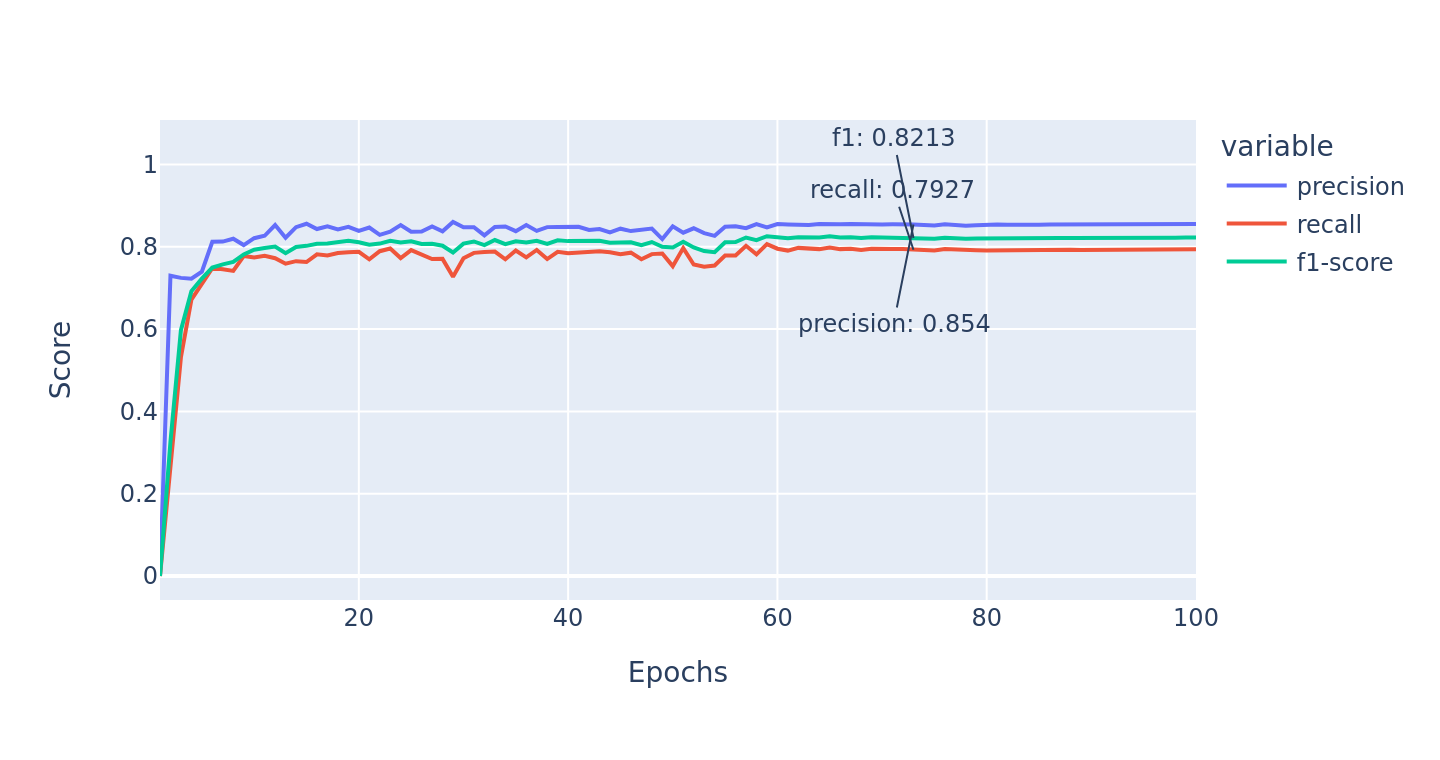 f1: 0.8213
recall: 0.7927
precision: 0.854
1
0.8
0.6
0.4
0.2
0
Score
20
40
60
80
100
Epochs
variable
precision
recall
f1-score